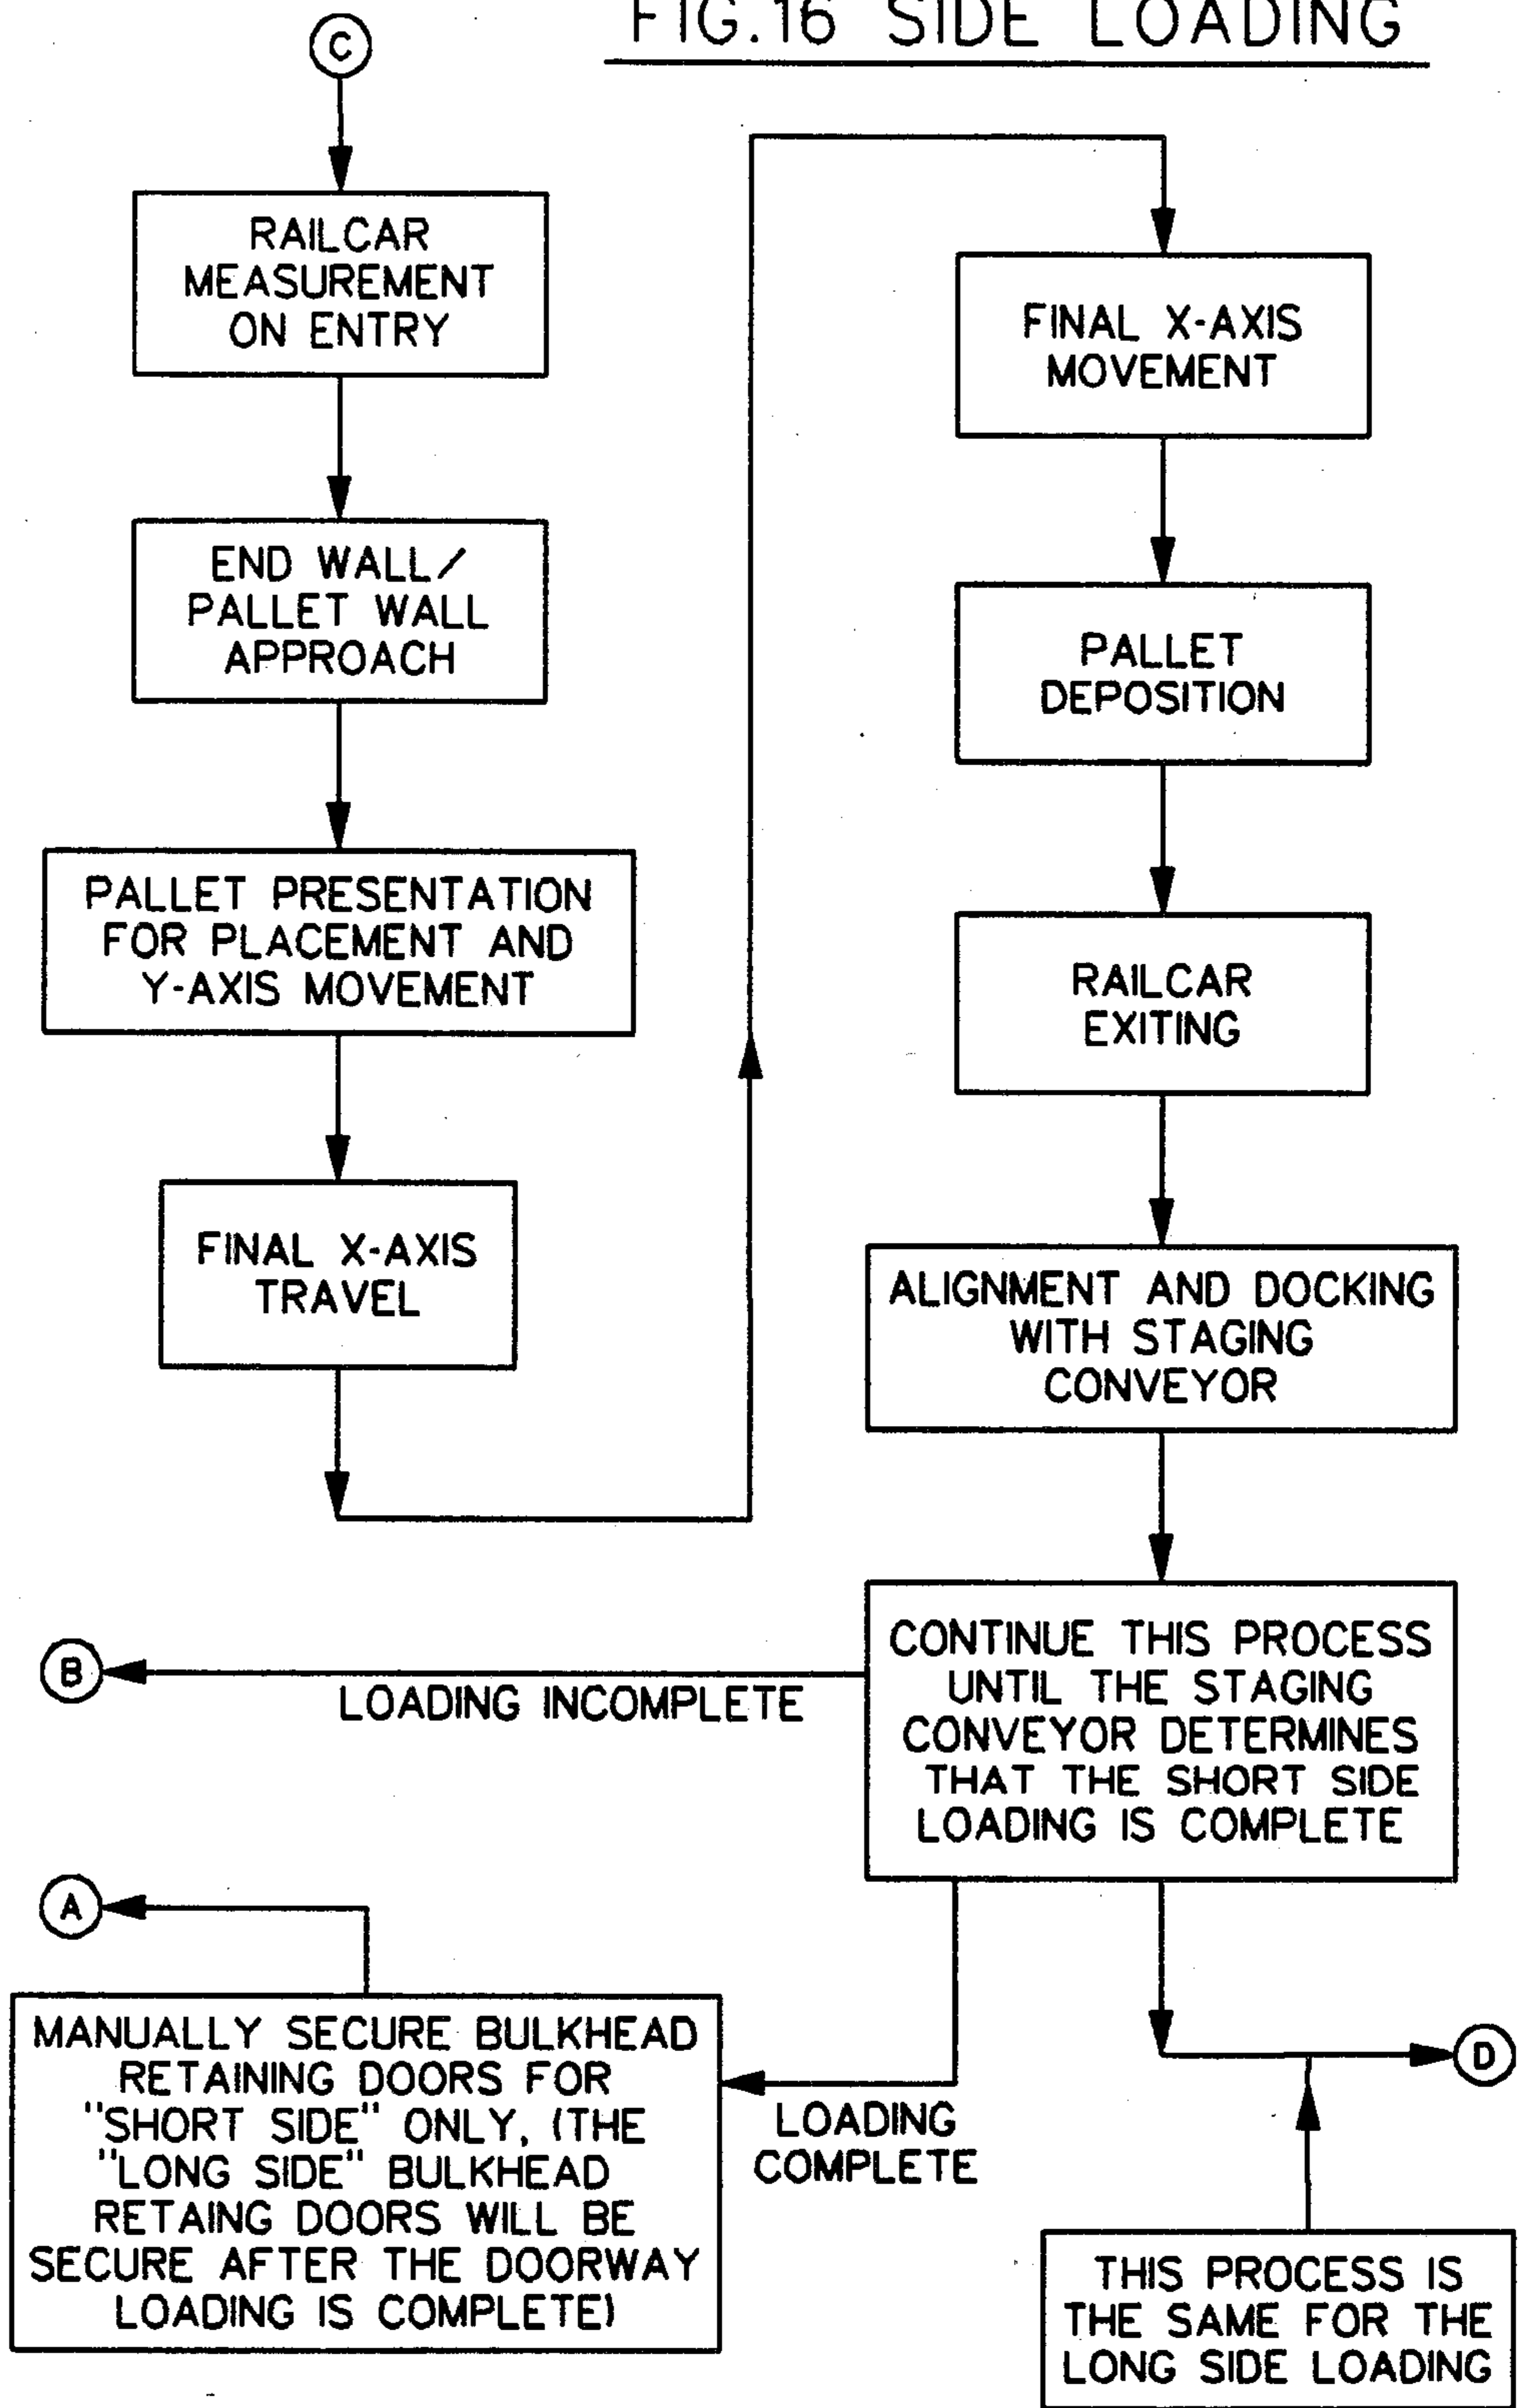 FIG.16 SIDE LOADING
C
RAILCAR
MEASUREMENT
ON ENTRY
END WALL/
PALLET WALL
APPROACH
PALLET PRESENTATION
FOR PLACEMENT AND
Y-AXIS MOVEMENT
FINAL X-AXIS
TRAVEL
FINAL X-AXIS
MOVEMENT
PALLET
DEPOSITION
RAILCAR
EXITING
ALIGNMENT AND DOCKING
WITH STAGING
CONVEYOR
CONTINUE THIS PROCESS
UNTIL THE STAGING
CONVEYOR DETERMINES
THAT THE SHORT SIDE
LOADING IS COMPLETE
B
LOADING INCOMPLETE
A
MANUALLY SECURE BULKHEAD
RETAINING DOORS FOR
"SHORT SIDE" ONLY, (THE
"LONG SIDE" BULKHEAD
RETAING DOORS WILL BE
SECURE AFTER THE DOORWAY
LOADING IS COMPLETE)
LOADING
COMPLETE
D
THIS PROCESS IS
THE SAME FOR THE
LONG SIDE LOADING